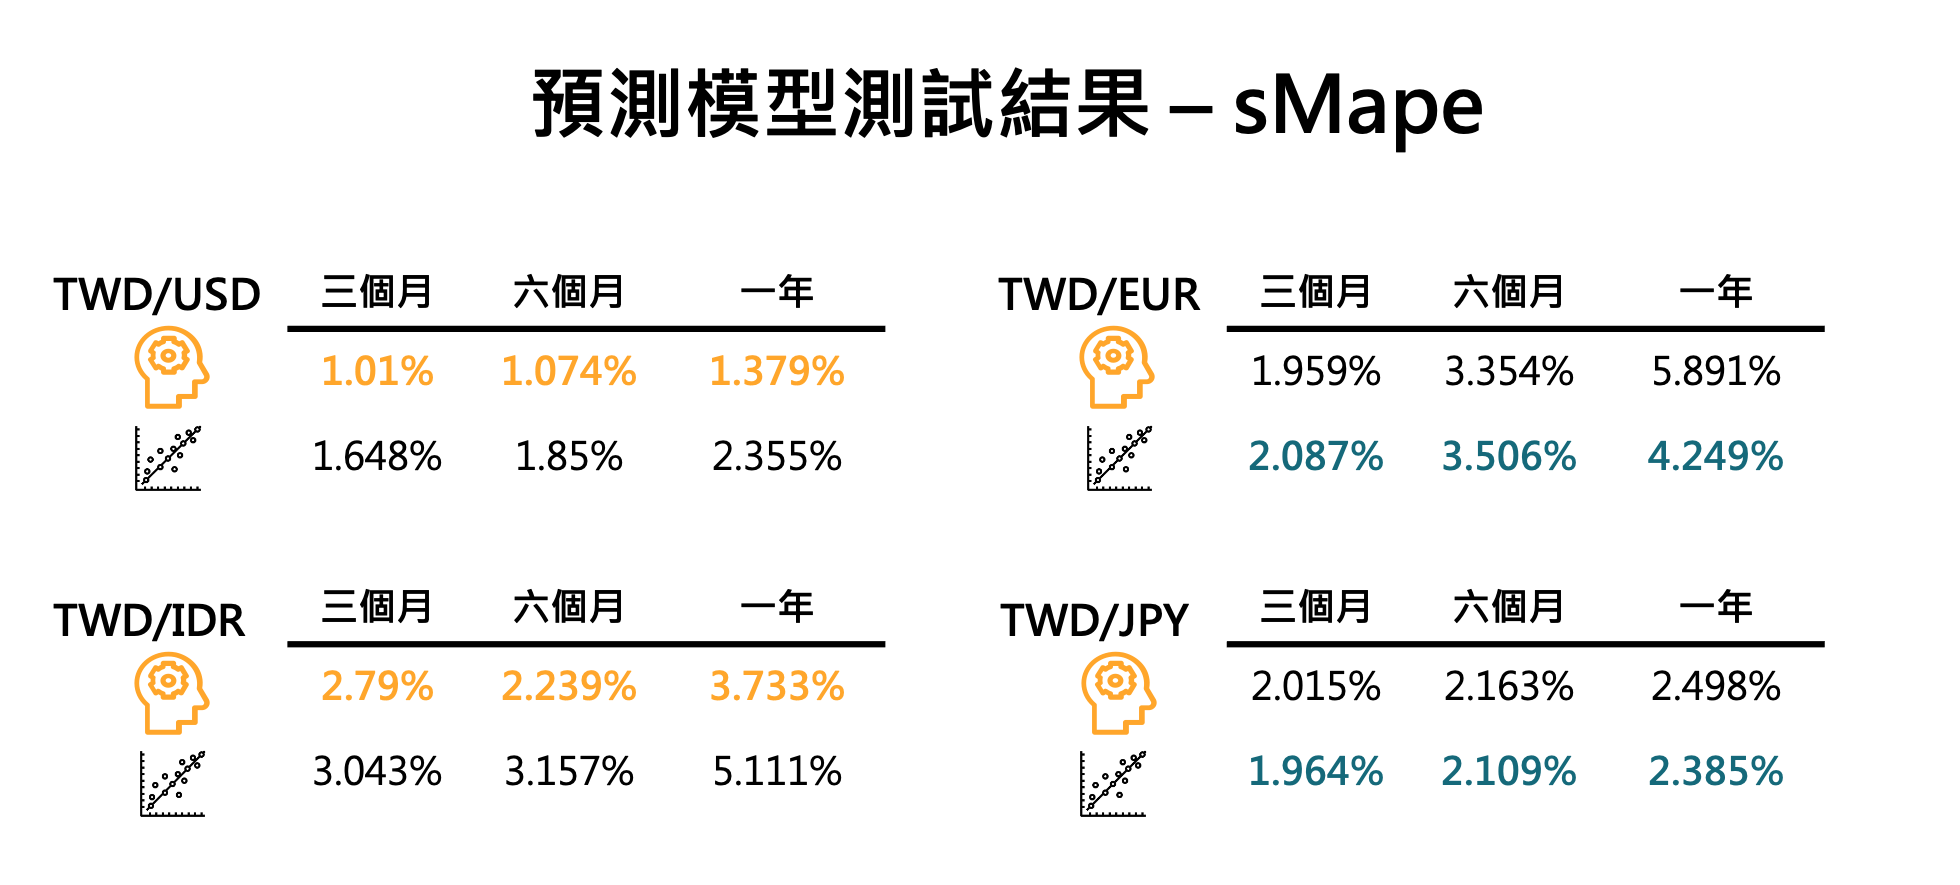 預測模型測試結果 – sMape
TWD/USD 三個月 六個月 一年
1.01% 1.074% 1.379%
1.648% 1.85% 2.355%
TWD/EUR 三個月 六個月 一年
1.959% 3.354% 5.891%
2.087% 3.506% 4.249%
TWD/IDR 三個月 六個月 一年
2.79% 2.239% 3.733%
3.043% 3.157% 5.111%
TWD/JPY 三個月 六個月 一年
2.015% 2.163% 2.498%
1.964% 2.109% 2.385%